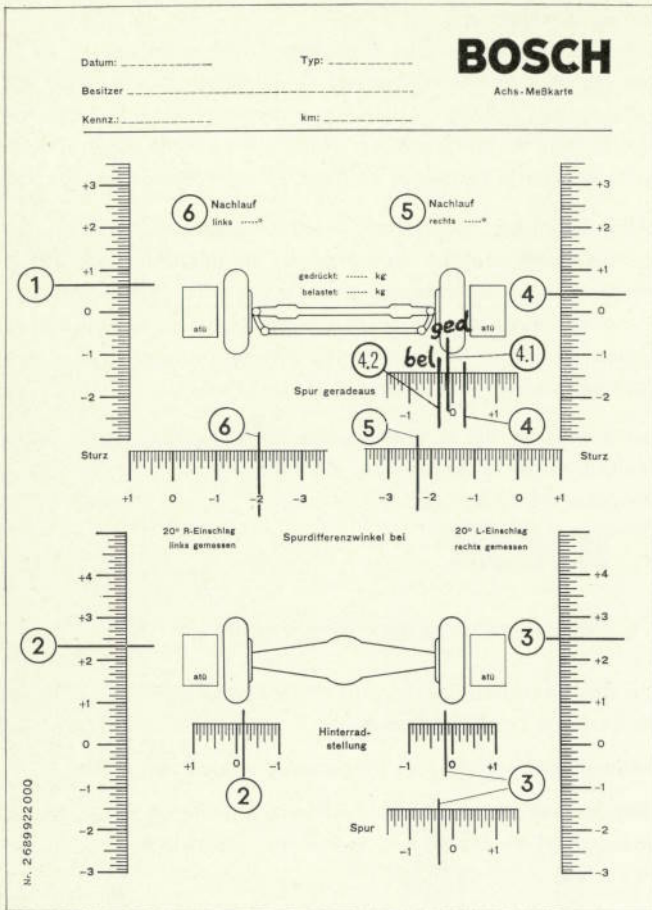 BOSCH
Achs-Meßkarte
Datum: Typ:
Besitzer
Kennz.: km:
6 Nachlauf links -----°
5 Nachlauf rechts -----°
+3 +3
+2 +2
+1 +1
1 4
0 0
-1 -1
-2 -2
gedrückt: ------ kg
belastet: ------ kg
atü atü
ged
4.2 bel 4.1
Spur geradeaus
-1 0 +1
6 5 4
Sturz Sturz
+1 0 -1 -2 -3
-3 -2 -1 0 +1
20° R-Einschlag
links gemessen
Spurdifferenzwinkel bei
20° L-Einschlag
rechts gemessen
+4 +4
+3 +3
2 3
+2 +2
+1 +1
0 0
-1 -1
-2 -2
-3 -3
atü atü
Hinterrad-
stellung
+1 0 -1
-1 0 +1
2 3
Spur
-1 0 +1
Nr. 2689922000